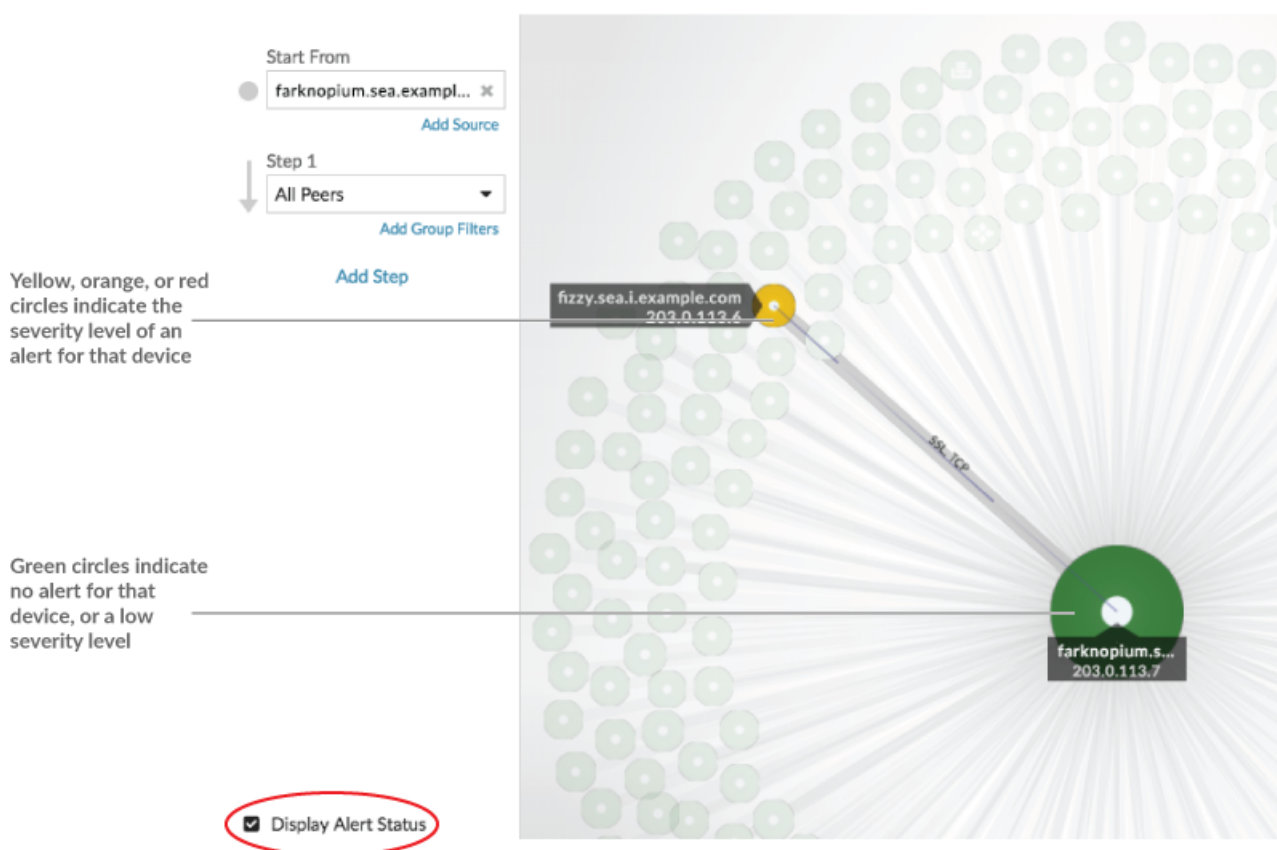 Start From
farknopium.sea.exampl...
Add Source
Step 1
All Peers
Add Group Filters
Add Step
Yellow, orange, or red
circles indicate the
severity level of an
alert for that device
fizzy.sea.i.example.com
203.0.113.6
SSL, TCP
Green circles indicate
no alert for that
device, or a low
severity level
farknopium.s...
203.0.113.7
Display Alert Status